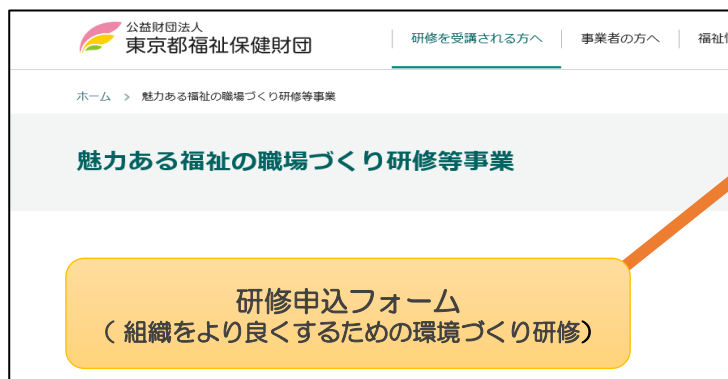 公益財団法人
東京都福祉保健財団
研修を受講される方へ
事業者の方へ
福祉
ホーム > 魅力ある福祉の職場づくり研修等事業
魅力ある福祉の職場づくり研修等事業
研修申込フォーム
（ 組織をより良くするための環境づくり研修）